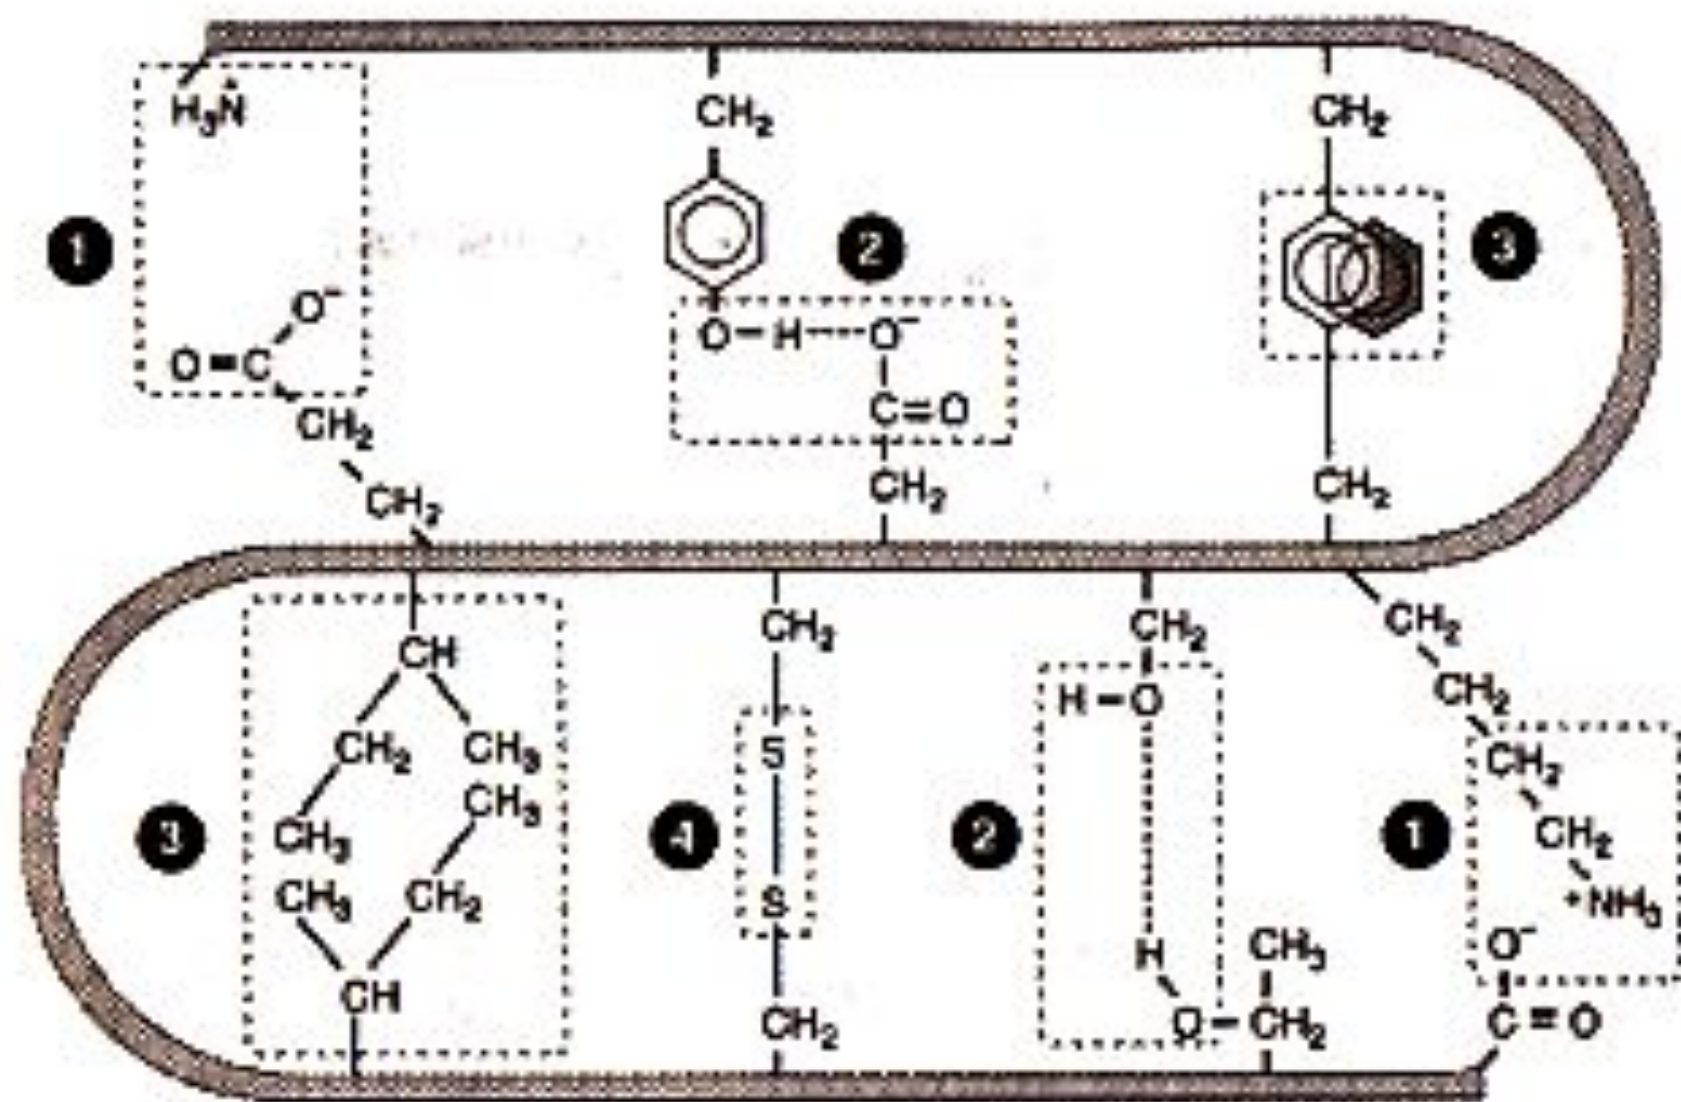 H₃N⁺
CH₂
CH₂
1
2
3
O⁻
O=C
O-H----O⁻
C=O
CH₂
CH₂
CH₂
CH₂
CH
CH₂
CH₃
CH₃
CH₃
CH₃
CH₂
CH
3
CH₂
S
S
CH₂
4
CH₂
H-O
H
O-CH₂
CH₃
2
CH₂
CH₂
CH₂
CH₂
⁺NH₃
1
O⁻
C=O